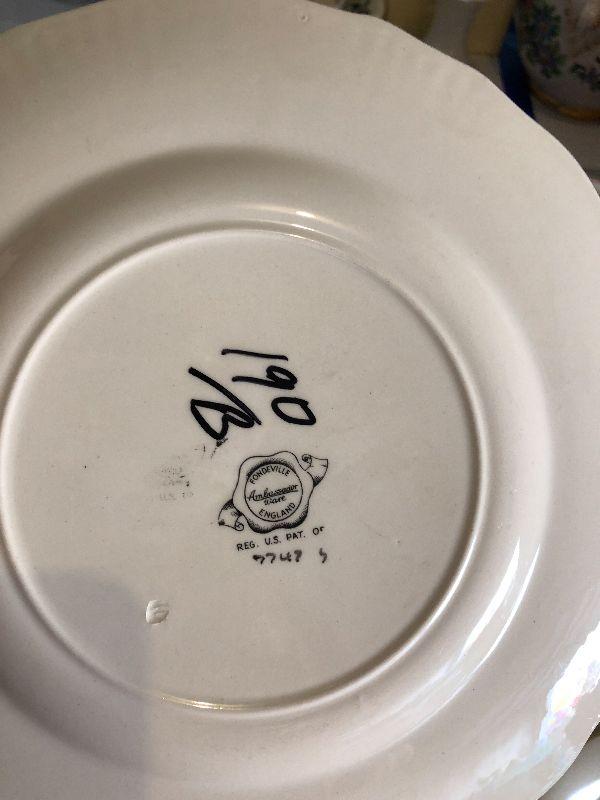 190
B
FONDEVILLE
Ambassador
Ware
ENGLAND
REG. U.S. PAT. OF